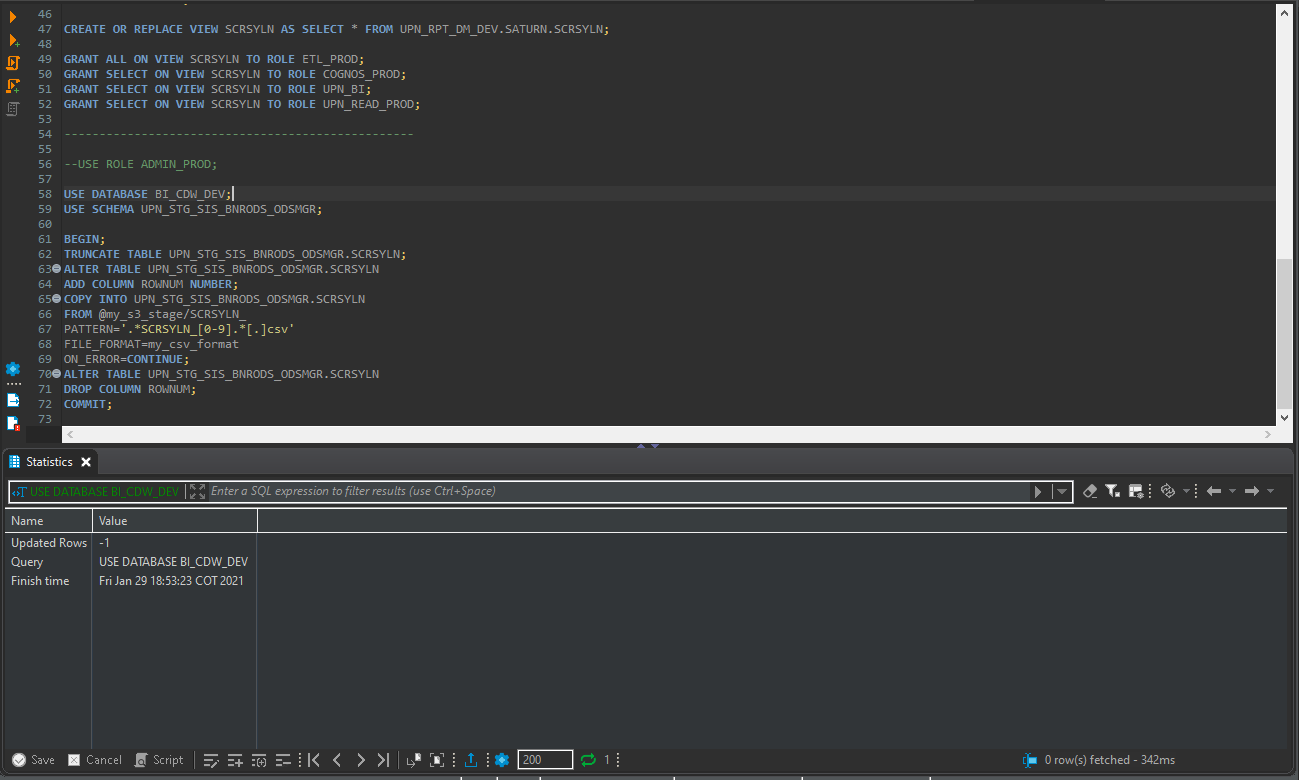 46
47 CREATE OR REPLACE VIEW SCRSYLN AS SELECT * FROM UPN_RPT_DM_DEV.SATURN.SCRSYLN;
48
49 GRANT ALL ON VIEW SCRSYLN TO ROLE ETL_PROD;
50 GRANT SELECT ON VIEW SCRSYLN TO ROLE COGNOS_PROD;
51 GRANT SELECT ON VIEW SCRSYLN TO ROLE UPN_BI;
52 GRANT SELECT ON VIEW SCRSYLN TO ROLE UPN_READ_PROD;
53
54 --------------------------------------------------
55
56 --USE ROLE ADMIN_PROD;
57
58 USE DATABASE BI_CDW_DEV;
59 USE SCHEMA UPN_STG_SIS_BNRODS_ODSMGR;
60
61 BEGIN;
62 TRUNCATE TABLE UPN_STG_SIS_BNRODS_ODSMGR.SCRSYLN;
63 ALTER TABLE UPN_STG_SIS_BNRODS_ODSMGR.SCRSYLN
64 ADD COLUMN ROWNUM NUMBER;
65 COPY INTO UPN_STG_SIS_BNRODS_ODSMGR.SCRSYLN
66 FROM @my_s3_stage/SCRSYLN_
67 PATTERN='.*SCRSYLN_[0-9].*[.]csv'
68 FILE_FORMAT=my_csv_format
69 ON_ERROR=CONTINUE;
70 ALTER TABLE UPN_STG_SIS_BNRODS_ODSMGR.SCRSYLN
71 DROP COLUMN ROWNUM;
72 COMMIT;
73
Statistics
USE DATABASE BI_CDW_DEV Enter a SQL expression to filter results (use Ctrl+Space)
Name Value
Updated Rows -1
Query USE DATABASE BI_CDW_DEV
Finish time Fri Jan 29 18:53:23 COT 2021
Save Cancel Script 200 1 0 row(s) fetched - 342ms